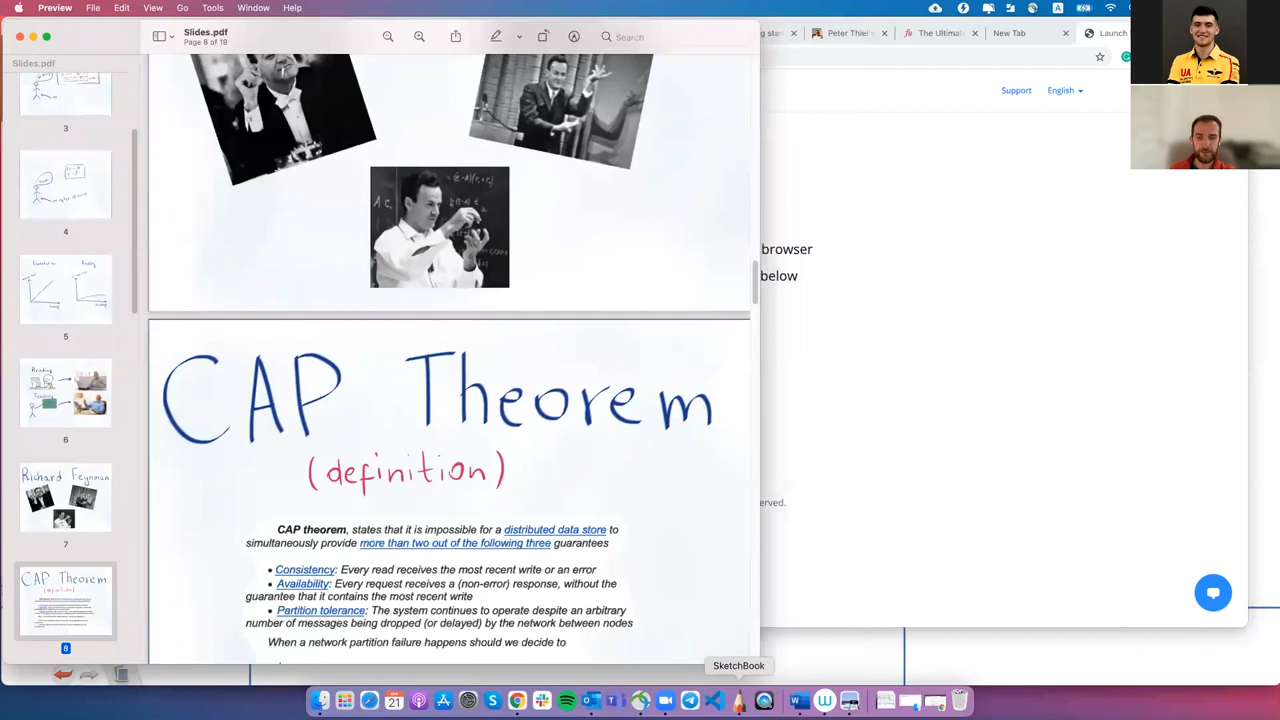 Preview File Edit View Go Tools Window Help
Slides.pdf
Page 8 of 19
Search
Slides.pdf
Peter Thiel's
The Ultima
New Tab
Launch
Support English
3
4
5
Reading
6
Richard Feynman
7
CAP Theorem
(definition)
8
CAP Theorem
(definition)
CAP theorem, states that it is impossible for a distributed data store to
simultaneously provide more than two out of the following three guarantees
• Consistency: Every read receives the most recent write or an error
• Availability: Every request receives a (non-error) response, without the
guarantee that it contains the most recent write
• Partition tolerance: The system continues to operate despite an arbitrary
number of messages being dropped (or delayed) by the network between nodes
When a network partition failure happens should we decide to
browser
below
erved.
UA
SketchBook
21